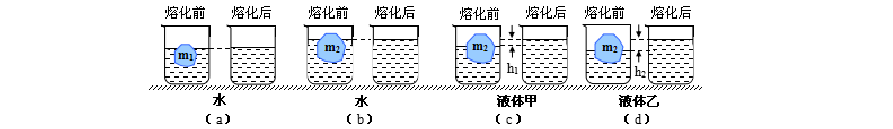 熔化前 熔化后 熔化前 熔化后 熔化前 熔化后 熔化前 熔化后
m₁ m₂ m₂ h₁ m₂ h₂
水 水 液体甲 液体乙
（a） （b） （c） （d）